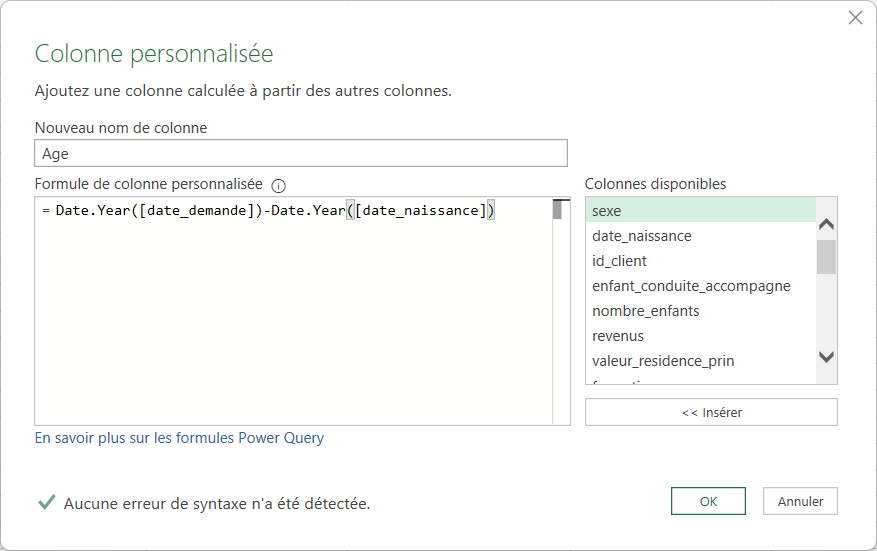 Colonne personnalisée
Ajoutez une colonne calculée à partir des autres colonnes.
Nouveau nom de colonne
Age
Formule de colonne personnalisée
= Date.Year([date_demande])-Date.Year([date_naissance])
Colonnes disponibles
sexe
date_naissance
id_client
enfant_conduite_accompagne
nombre_enfants
revenus
valeur_residence_prin
<< Insérer
En savoir plus sur les formules Power Query
Aucune erreur de syntaxe n'a été détectée.
OK
Annuler